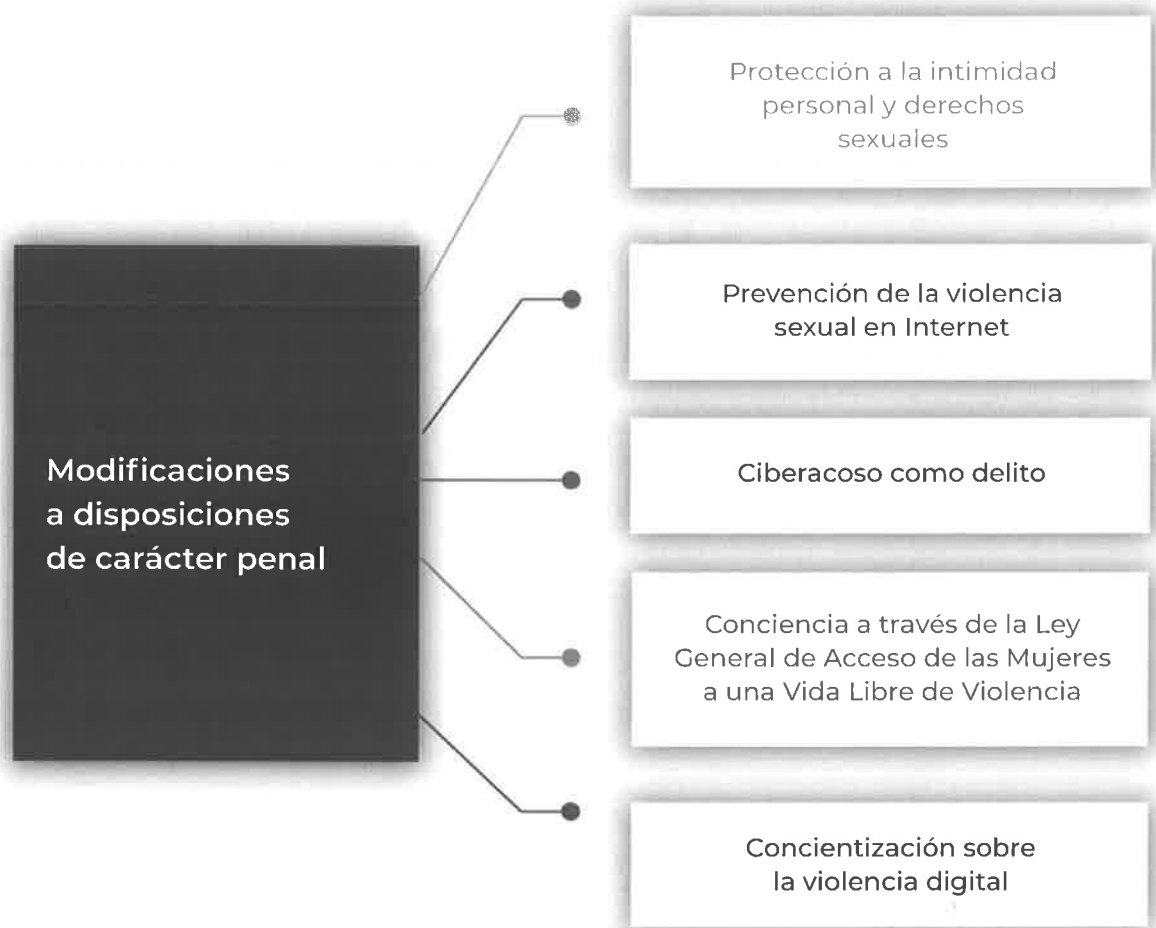 Modificaciones
a disposiciones
de carácter penal
Protección a la intimidad
personal y derechos
sexuales
Prevención de la violencia
sexual en Internet
Ciberacoso como delito
Conciencia a través de la Ley
General de Acceso de las Mujeres
a una Vida Libre de Violencia
Concientización sobre
la violencia digital